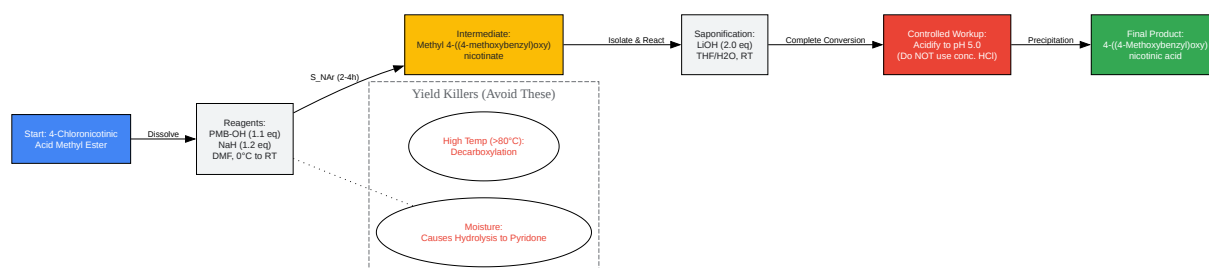 Start: 4-Chloronicotinic
Acid Methyl Ester
Dissolve
Reagents:
PMB-OH (1.1 eq)
NaH (1.2 eq)
DMF, 0°C to RT
S_NAr (2-4h)
Intermediate:
Methyl 4-((4-methoxybenzyl)oxy)
nicotinate
Isolate & React
Saponification:
LiOH (2.0 eq)
THF/H2O, RT
Complete Conversion
Controlled Workup:
Acidify to pH 5.0
(Do NOT use conc. HCl)
Precipitation
Final Product:
4-((4-Methoxybenzyl)oxy)
nicotinic acid
Yield Killers (Avoid These)
High Temp (>80°C):
Decarboxylation
Moisture:
Causes Hydrolysis to Pyridone